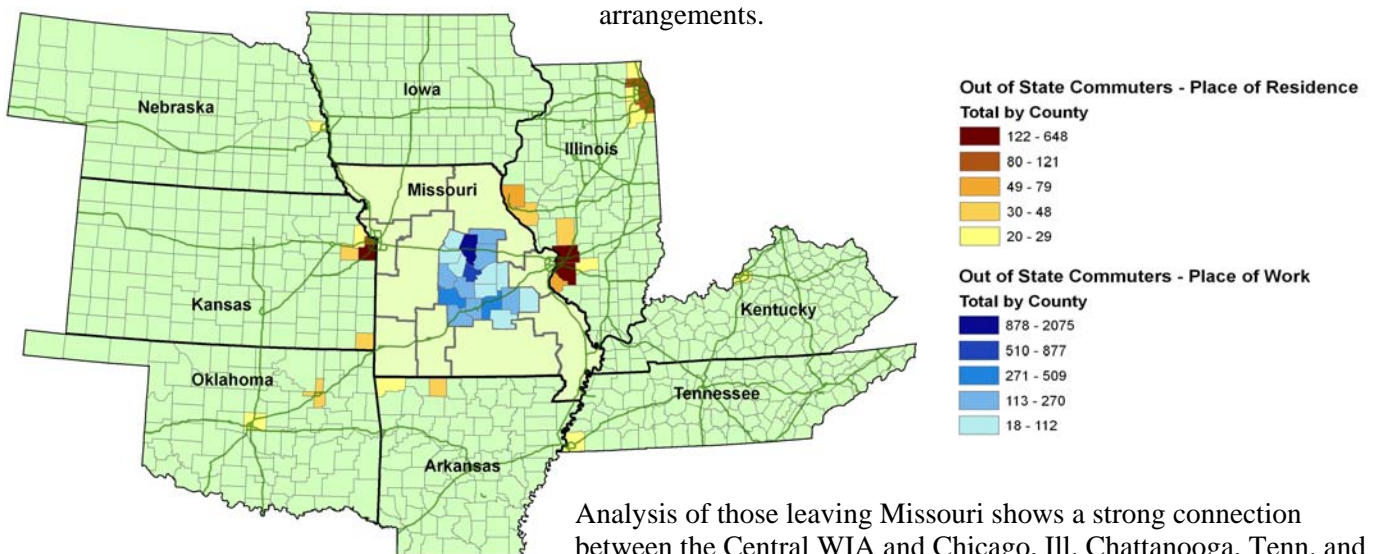 arrangements.
Nebraska
Iowa
Illinois
Missouri
Kansas
Kentucky
Oklahoma
Tennessee
Arkansas
Out of State Commuters - Place of Residence
Total by County
122 - 648
80 - 121
49 - 79
30 - 48
20 - 29
Out of State Commuters - Place of Work
Total by County
878 - 2075
510 - 877
271 - 509
113 - 270
18 - 112
Analysis of those leaving Missouri shows a strong connection
between the Central WIA and Chicago, Ill, Chattanooga, Tenn. and